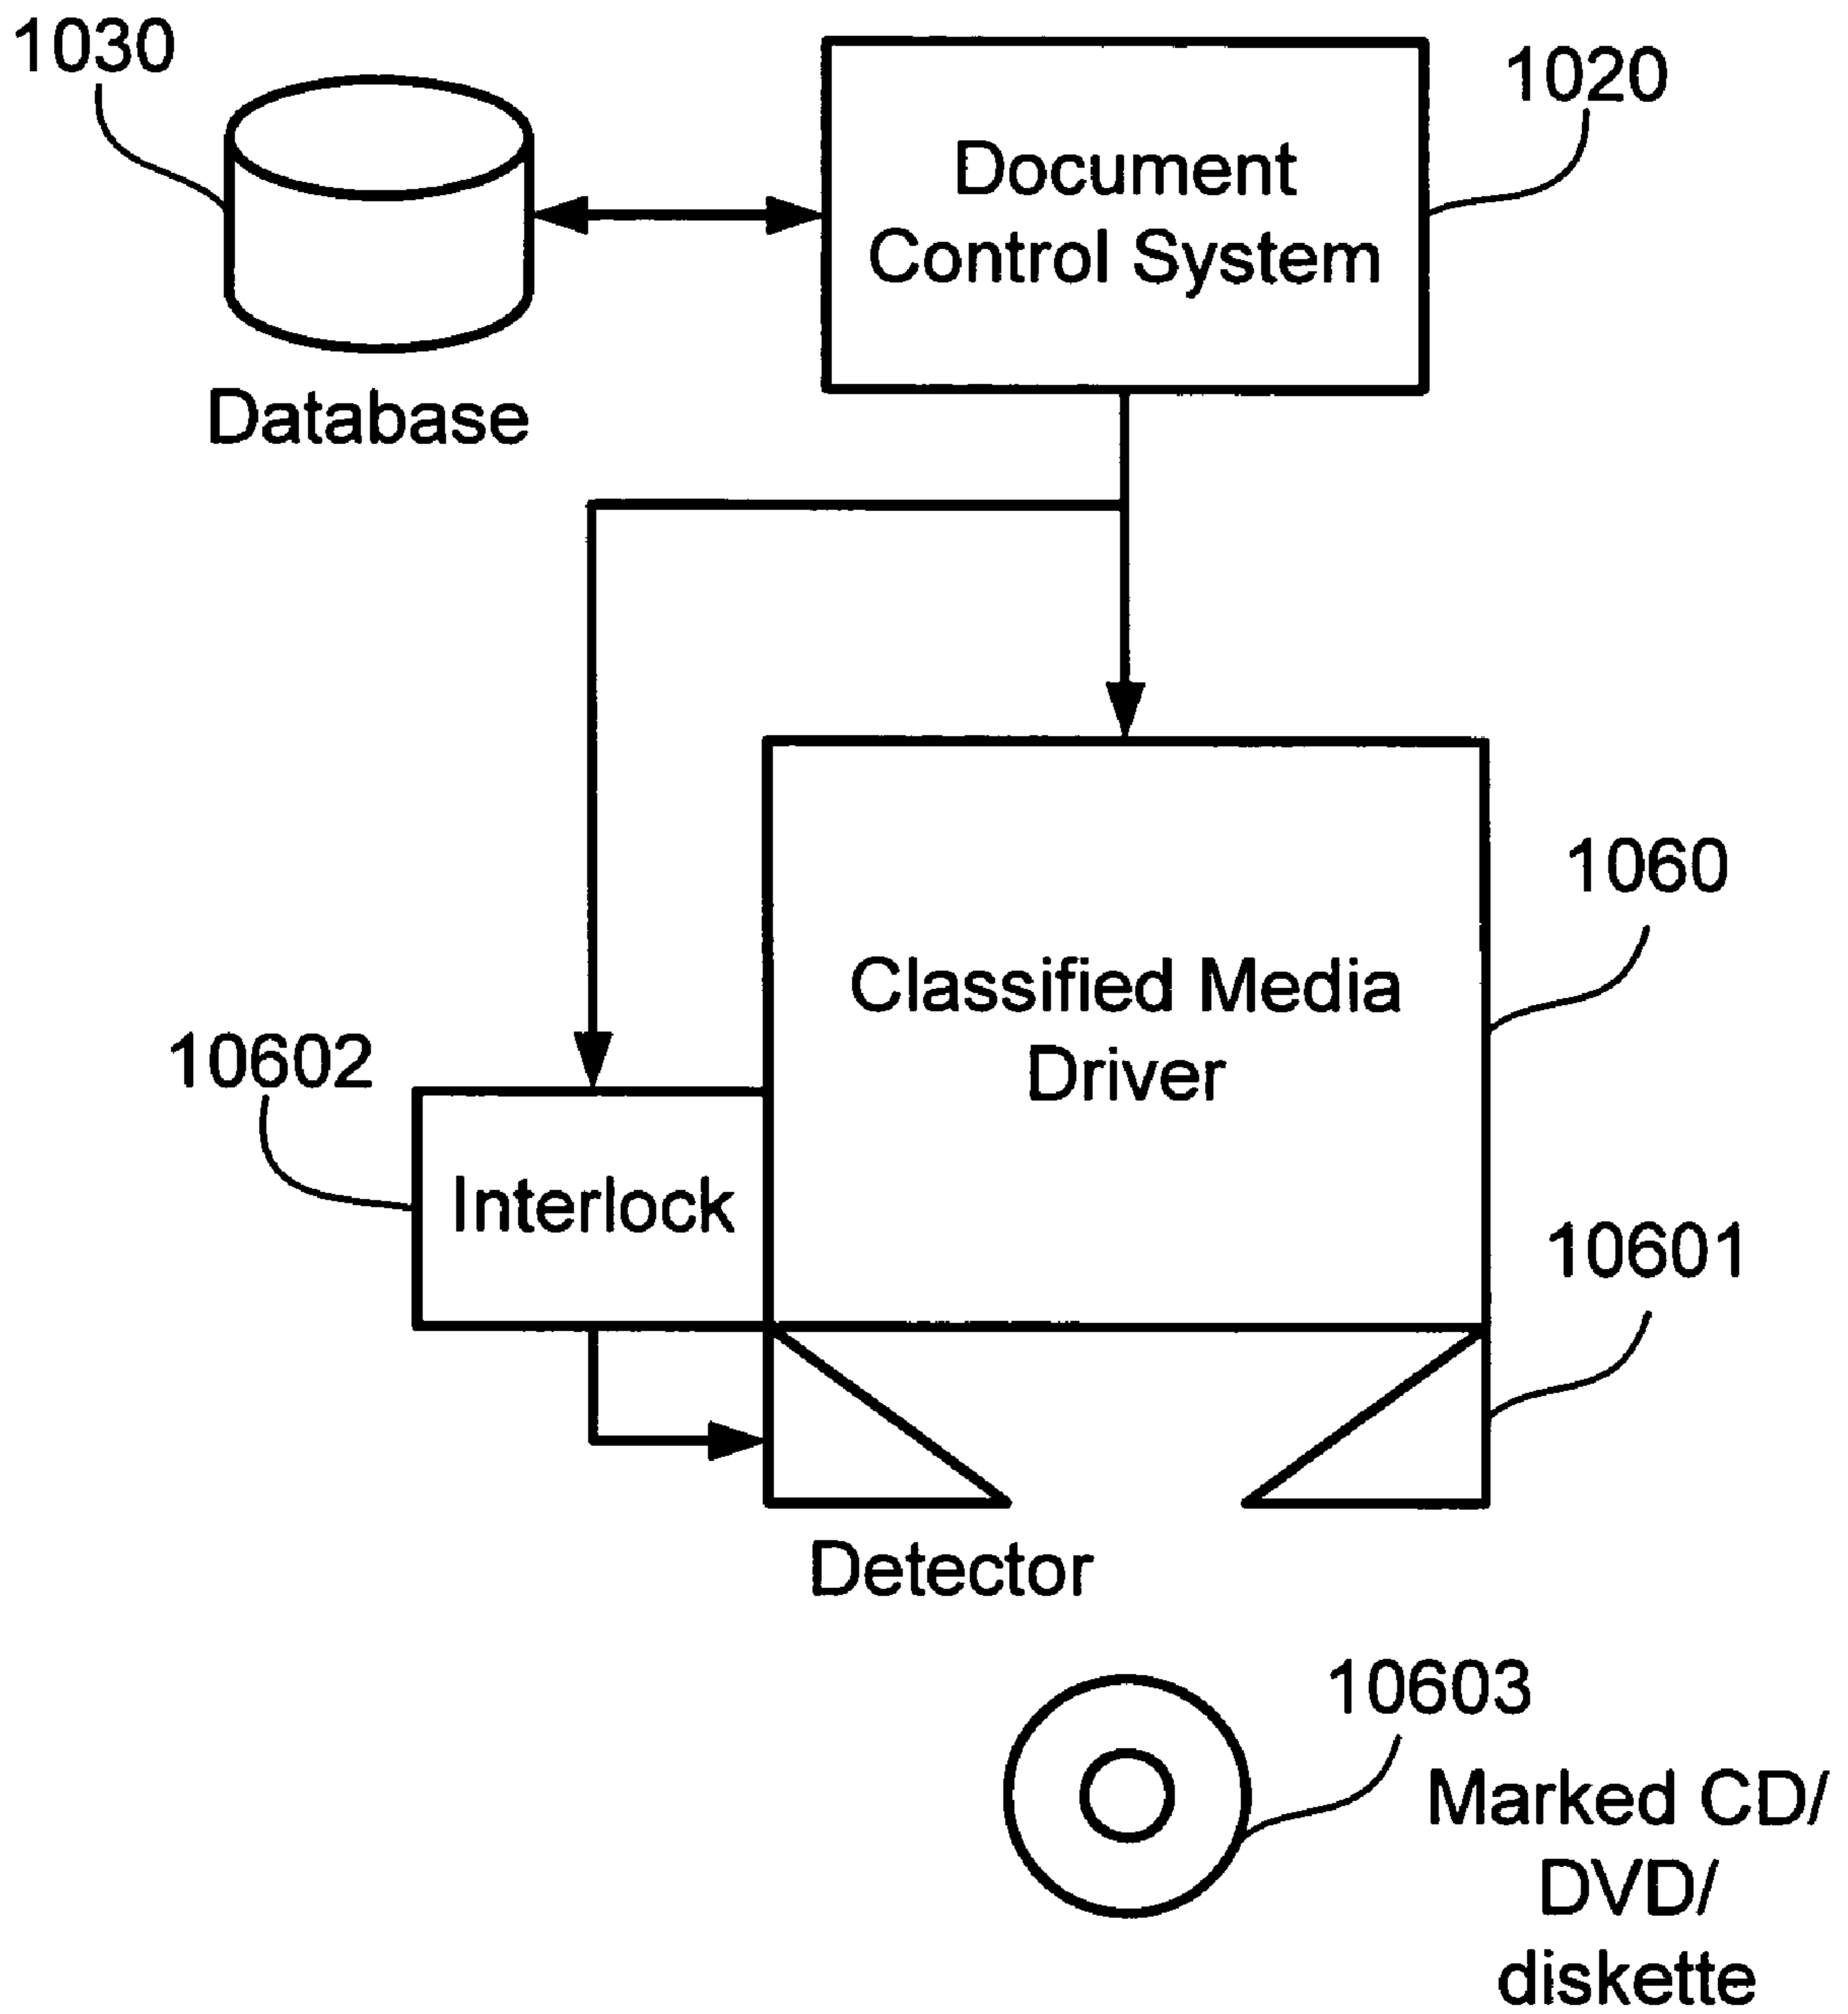 1030
1020
Document
Control System
Database
1060
Classified Media
Driver
10602
Interlock
10601
Detector
10603
Marked CD/
DVD/
diskette